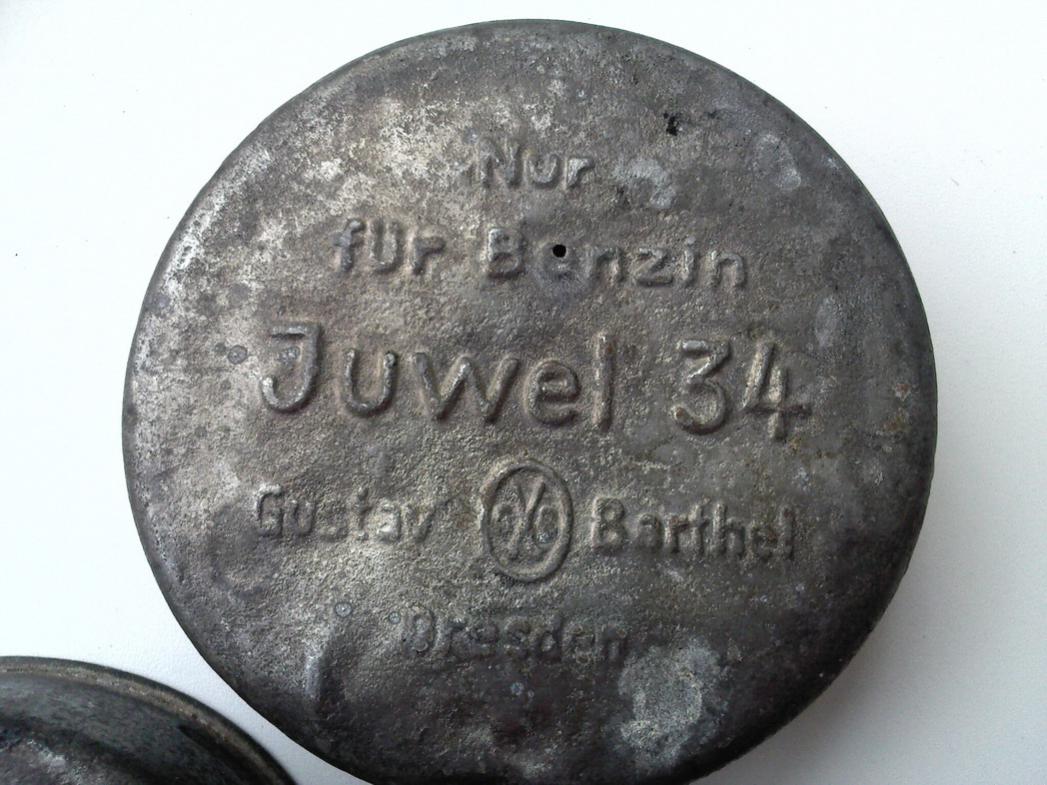 Nur
für Benzin
Juwel 34
Gustav Barthel
Dresden